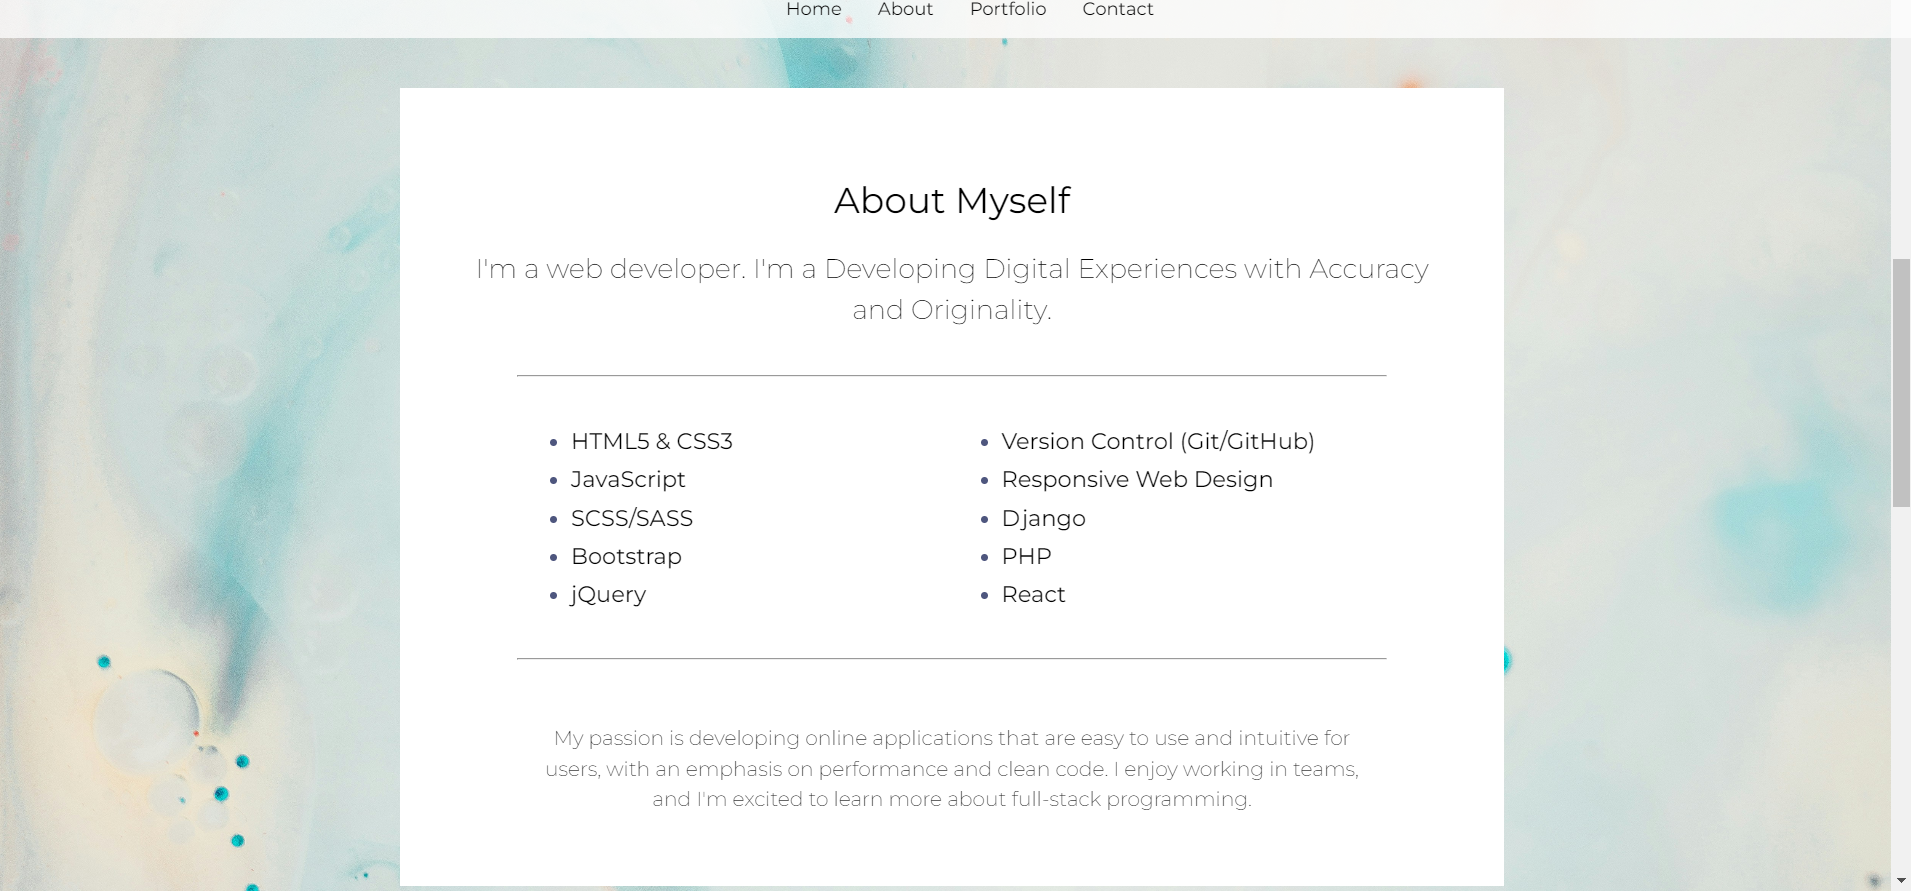 Home About Portfolio Contact
About Myself
I'm a web developer. I'm a Developing Digital Experiences with Accuracy
and Originality.
HTML5 & CSS3
JavaScript
SCSS/SASS
Bootstrap
jQuery
Version Control (Git/GitHub)
Responsive Web Design
Django
PHP
React
My passion is developing online applications that are easy to use and intuitive for
users, with an emphasis on performance and clean code. I enjoy working in teams,
and I'm excited to learn more about full-stack programming.